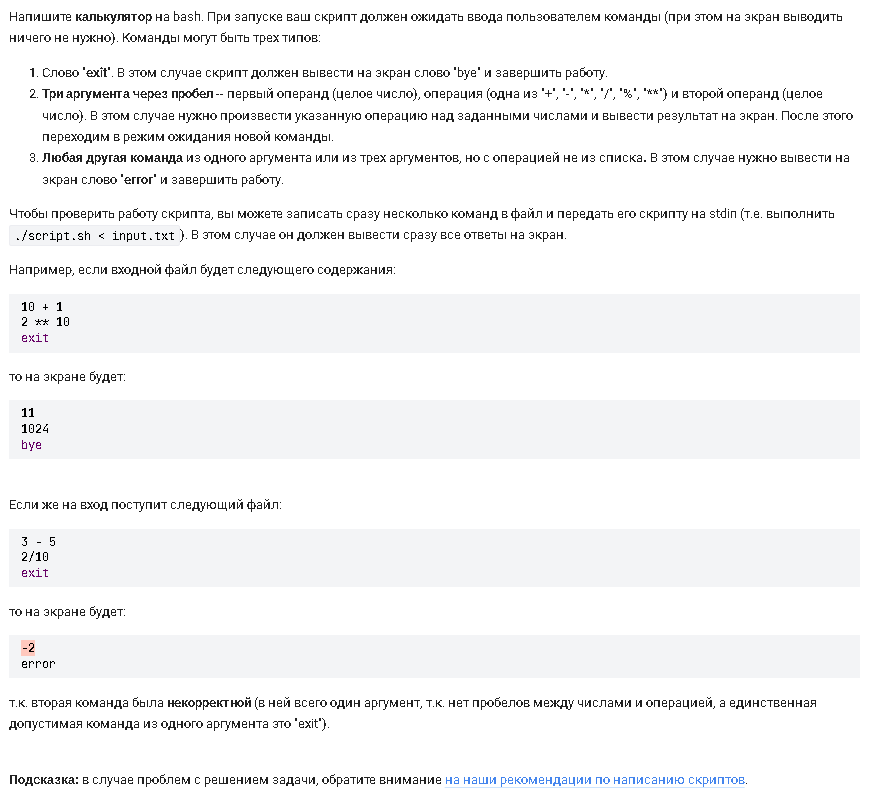 Напишите калькулятор на bash. При запуске ваш скрипт должен ожидать ввода пользователем команды (при этом на экран выводить
ничего не нужно). Команды могут быть трех типов:
1. Слово "exit". В этом случае скрипт должен вывести на экран слово "bye" и завершить работу.
2. Три аргумента через пробел -- первый операнд (целое число), операция (одна из "+", "-", "*", "/", "%", "**") и второй операнд (целое
число). В этом случае нужно произвести указанную операцию над заданными числами и вывести результат на экран. После этого
переходим в режим ожидания новой команды.
3. Любая другая команда из одного аргумента или из трех аргументов, но с операцией не из списка. В этом случае нужно вывести на
экран слово "error" и завершить работу.
Чтобы проверить работу скрипта, вы можете записать сразу несколько команд в файл и передать его скрипту на stdin (т.е. выполнить
./script.sh < input.txt ). В этом случае он должен вывести сразу все ответы на экран.
Например, если входной файл будет следующего содержания:
10 + 1
2 ** 10
exit
то на экране будет:
11
1024
bye
Если же на вход поступит следующий файл:
3 - 5
2/10
exit
то на экране будет:
-2
error
т.к. вторая команда была некорректной (в ней всего один аргумент, т.к. нет пробелов между числами и операцией, а единственная
допустимая команда из одного аргумента это "exit").
Подсказка: в случае проблем с решением задачи, обратите внимание на наши рекомендации по написанию скриптов.